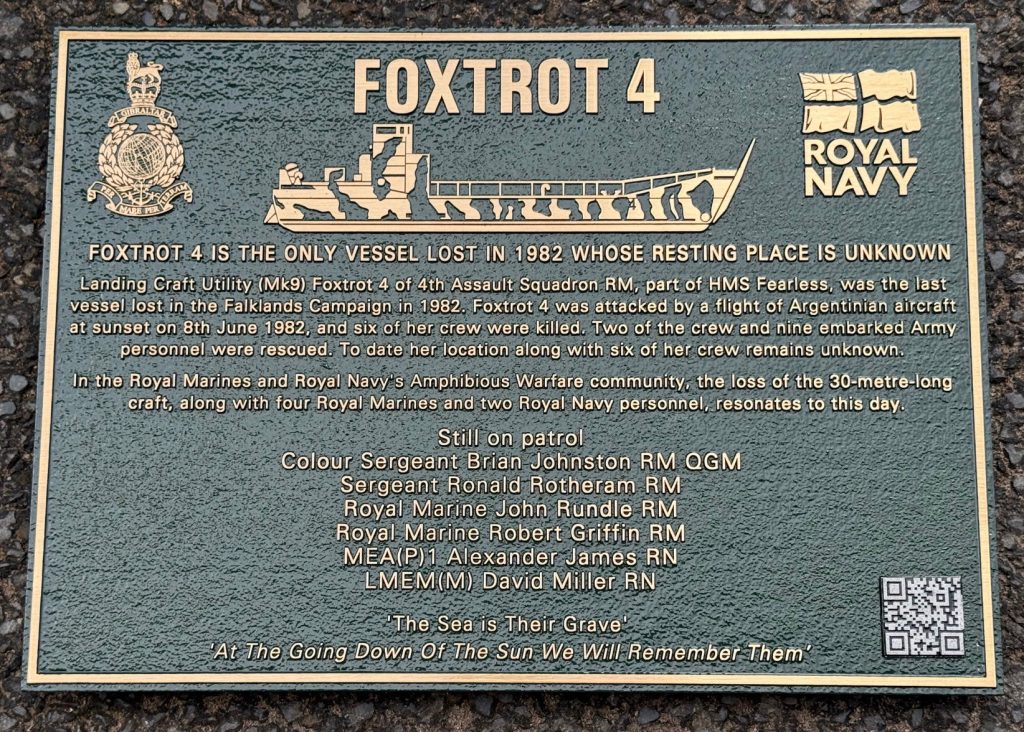 FOXTROT 4
GIBRALTAR
PER MARE PER TERRAM
ROYAL
NAVY
FOXTROT 4 IS THE ONLY VESSEL LOST IN 1982 WHOSE RESTING PLACE IS UNKNOWN
Landing Craft Utility (Mk9) Foxtrot 4 of 4th Assault Squadron RM, part of HMS Fearless, was the last
vessel lost in the Falklands Campaign in 1982. Foxtrot 4 was attacked by a flight of Argentinian aircraft
at sunset on 8th June 1982, and six of her crew were killed. Two of the crew and nine embarked Army
personnel were rescued. To date her location along with six of her crew remains unknown.
In the Royal Marines and Royal Navy's Amphibious Warfare community, the loss of the 30-metre-long
craft, along with four Royal Marines and two Royal Navy personnel, resonates to this day.
Still on patrol
Colour Sergeant Brian Johnston RM QGM
Sergeant Ronald Rotheram RM
Royal Marine John Rundle RM
Royal Marine Robert Griffin RM
MEA(P)1 Alexander James RN
LMEM(M) David Miller RN
'The Sea is Their Grave'
'At The Going Down Of The Sun We Will Remember Them'